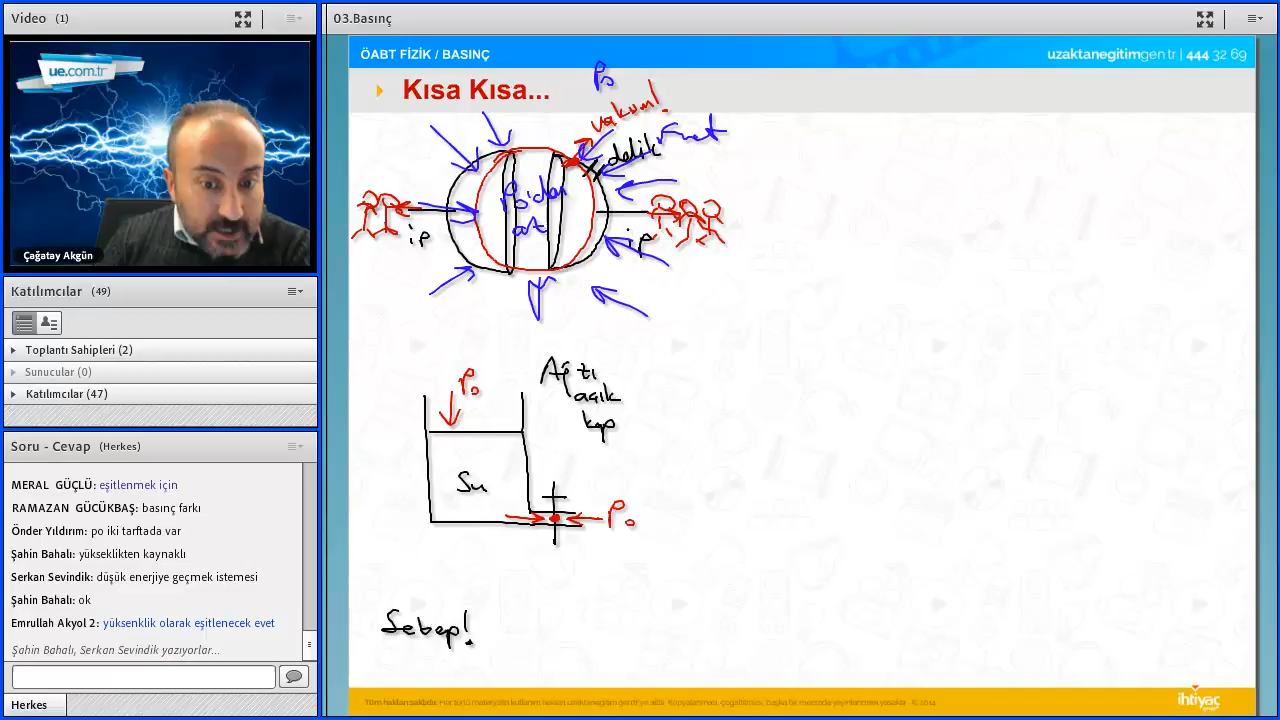 Video (1)
ue.com.tr
Çağatay Akgün
Katılımcılar (49)
Toplantı Sahipleri (2)
Sunucular (0)
Katılımcılar (47)
Soru - Cevap (Herkes)
MERAL GÜÇLÜ: eşitlenmek için
RAMAZAN GÜCÜKBAŞ: basınç farkı
Önder Yıldırım: po iki tarftada var
Şahin Bahalı: yükseklikten kaynaklı
Serkan Sevindik: düşük enerjiye geçmek istemesi
Şahin Bahalı: ok
Emrullah Akyol 2: yüksenklik olarak eşitlenecek evet
Şahin Bahalı, Serkan Sevindik yazıyorlar...
Herkes
03.Basınç
ÖABT FİZİK / BASINÇ
uzaktanegitimgen tr | 444 32 69
Kısa Kısa...
P₀
vakum!
delik
ip
P₀'dan
ip
P₀
Ağzı
açık
kap
Su
P₀
Sebep!
ihtiyaç